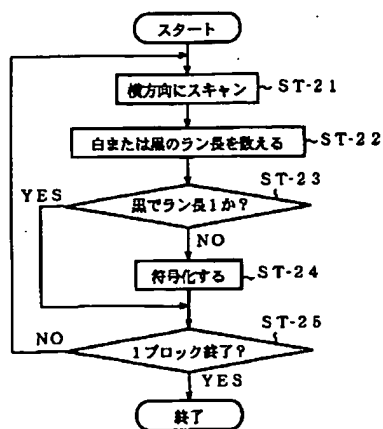 スタート
横方向にスキャン
ST-21
白または黒のラン長を数える
ST-22
ST-23
YES
黒でラン長1か?
NO
符号化する
ST-24
ST-25
NO
1ブロック終了?
YES
終了